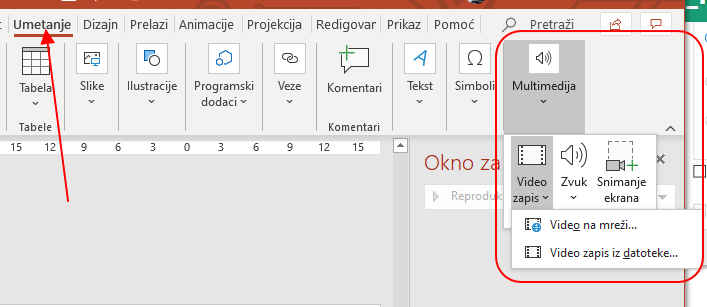 Umetanje Dizajn Prelazi Animacije Projekcija Redigovar Prikaz Pomoć Pretraži
Tabela
Slike
Ilustracije
Programski
dodaci
Veze
Komentari
Tekst
Simboli
Multimedija
Tabele
Komentari
15 12 9 6 3 0 3 6 9 12 15
Okno za
Reproduk
Video
zapis
Zvuk
Snimanje
ekrana
Video na mreži...
Video zapis iz datoteke...